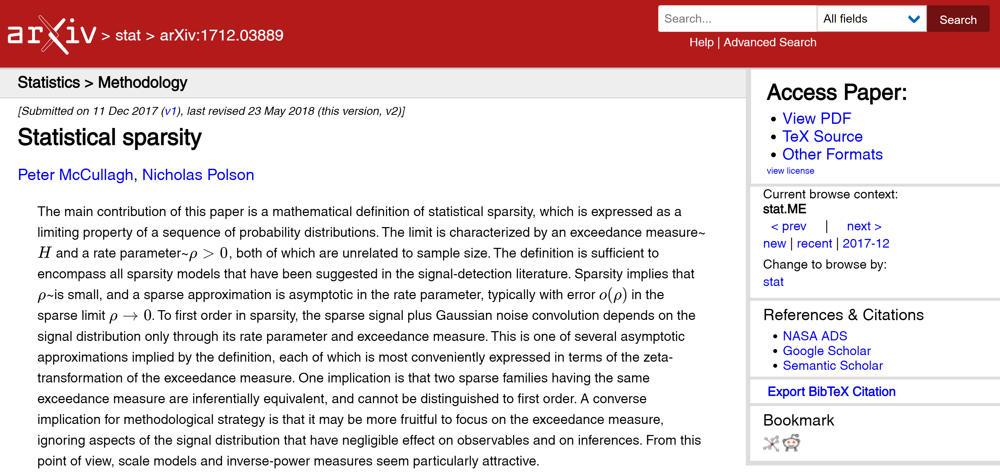 arXiv > stat > arXiv:1712.03889
Search...
All fields
Search
Help | Advanced Search
Statistics > Methodology
[Submitted on 11 Dec 2017 (v1), last revised 23 May 2018 (this version, v2)]
Statistical sparsity
Peter McCullagh, Nicholas Polson
The main contribution of this paper is a mathematical definition of statistical sparsity, which is expressed as a
limiting property of a sequence of probability distributions. The limit is characterized by an exceedance measure~
H and a rate parameter~ρ > 0, both of which are unrelated to sample size. The definition is sufficient to
encompass all sparsity models that have been suggested in the signal-detection literature. Sparsity implies that
ρ~is small, and a sparse approximation is asymptotic in the rate parameter, typically with error o(ρ) in the
sparse limit ρ → 0. To first order in sparsity, the sparse signal plus Gaussian noise convolution depends on the
signal distribution only through its rate parameter and exceedance measure. This is one of several asymptotic
approximations implied by the definition, each of which is most conveniently expressed in terms of the zeta-
transformation of the exceedance measure. One implication is that two sparse families having the same
exceedance measure are inferentially equivalent, and cannot be distinguished to first order. A converse
implication for methodological strategy is that it may be more fruitful to focus on the exceedance measure,
ignoring aspects of the signal distribution that have negligible effect on observables and on inferences. From this
point of view, scale models and inverse-power measures seem particularly attractive.
Access Paper:
View PDF
TeX Source
Other Formats
view license
Current browse context:
stat.ME
< prev | next >
new | recent | 2017-12
Change to browse by:
stat
References & Citations
NASA ADS
Google Scholar
Semantic Scholar
Export BibTeX Citation
Bookmark